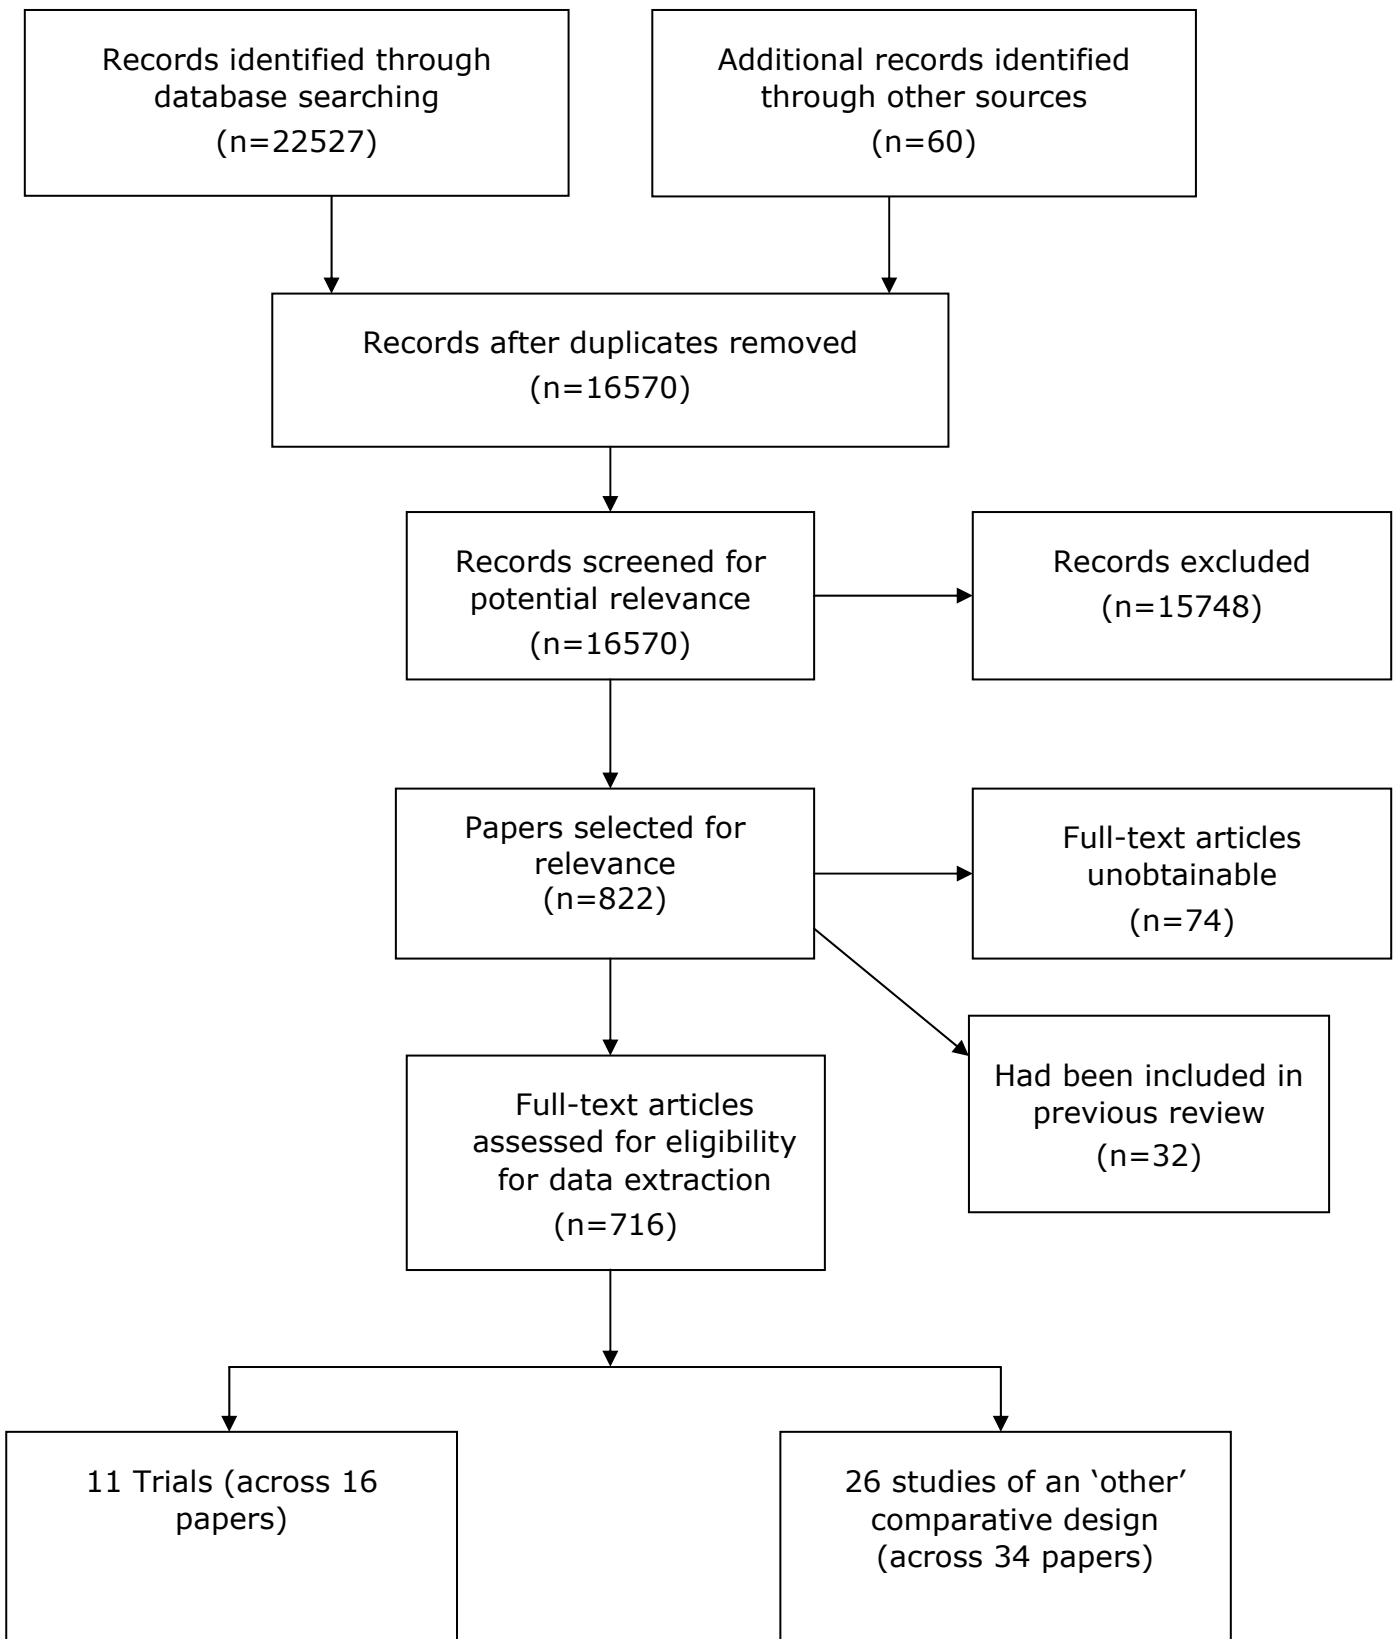 Records identified through
database searching
(n=22527)
Additional records identified
through other sources
(n=60)
Records after duplicates removed
(n=16570)
Records screened for
potential relevance
(n=16570)
Records excluded
(n=15748)
Papers selected for
relevance
(n=822)
Full-text articles
unobtainable
(n=74)
Had been included in
previous review
(n=32)
Full-text articles
assessed for eligibility
for data extraction
(n=716)
11 Trials (across 16
papers)
26 studies of an ‘other’
comparative design
(across 34 papers)